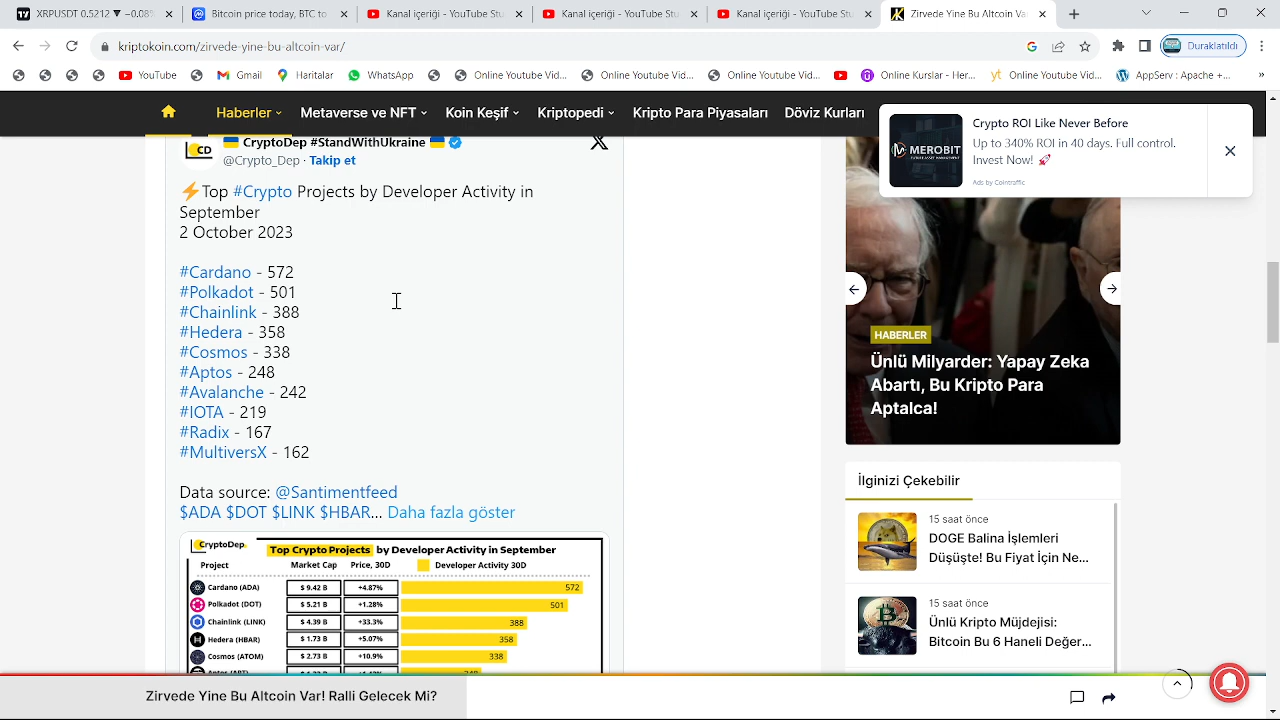 XRPUSD 0.5212 ▼ −0.08%
Bitcoin price today, BTC to
Kanal içeriği - YouTube Stu
Kanal içeriği - YouTube Stu
Kanal içeriği - YouTube Stu
Zirvede Yine Bu Altcoin Va
kriptokoin.com/zirvede-yine-bu-altcoin-var/
Duraklatıldı
YouTube
Gmail
Haritalar
WhatsApp
Online Youtube Vid...
Online Youtube Vid...
Online Youtube Vid...
Online Kurslar - Her...
yt Online Youtube Vid...
AppServ : Apache +...
»
Haberler
Metaverse ve NFT
Koin Keşif
Kriptopedi
Kripto Para Piyasaları
Döviz Kurları
MEROBIT
Crypto ROI Like Never Before
Up to 340% ROI in 40 days. Full control.
Invest Now! 🚀
Ads by Cointraffic
CD
CryptoDep #StandWithUkraine
@Crypto_Dep · Takip et
⚡Top #Crypto Projects by Developer Activity in
September
2 October 2023
#Cardano - 572
#Polkadot - 501
#Chainlink - 388
#Hedera - 358
#Cosmos - 338
#Aptos - 248
#Avalanche - 242
#IOTA - 219
#Radix - 167
#MultiversX - 162
Data source: @Santimentfeed
$ADA $DOT $LINK $HBAR... Daha fazla göster
CryptoDep
Top Crypto Projects by Developer Activity in September
Project Market Cap Price, 30D Developer Activity 30D
Cardano (ADA) $ 9.42 B +4.87% 572
Polkadot (DOT) $ 5.21 B +1.28% 501
Chainlink (LINK) $ 4.39 B +33.3% 388
Hedera (HBAR) $ 1.73 B +5.07% 358
Cosmos (ATOM) $ 2.73 B +10.9% 338
HABERLER
Ünlü Milyarder: Yapay Zeka
Abartı, Bu Kripto Para
Aptalca!
İlginizi Çekebilir
15 saat önce
DOGE Balina İşlemleri
Düşüşte! Bu Fiyat İçin Ne...
15 saat önce
Ünlü Kripto Müjdejisi:
Bitcoin Bu 6 Haneli Değer...
Zirvede Yine Bu Altcoin Var! Ralli Gelecek Mi?